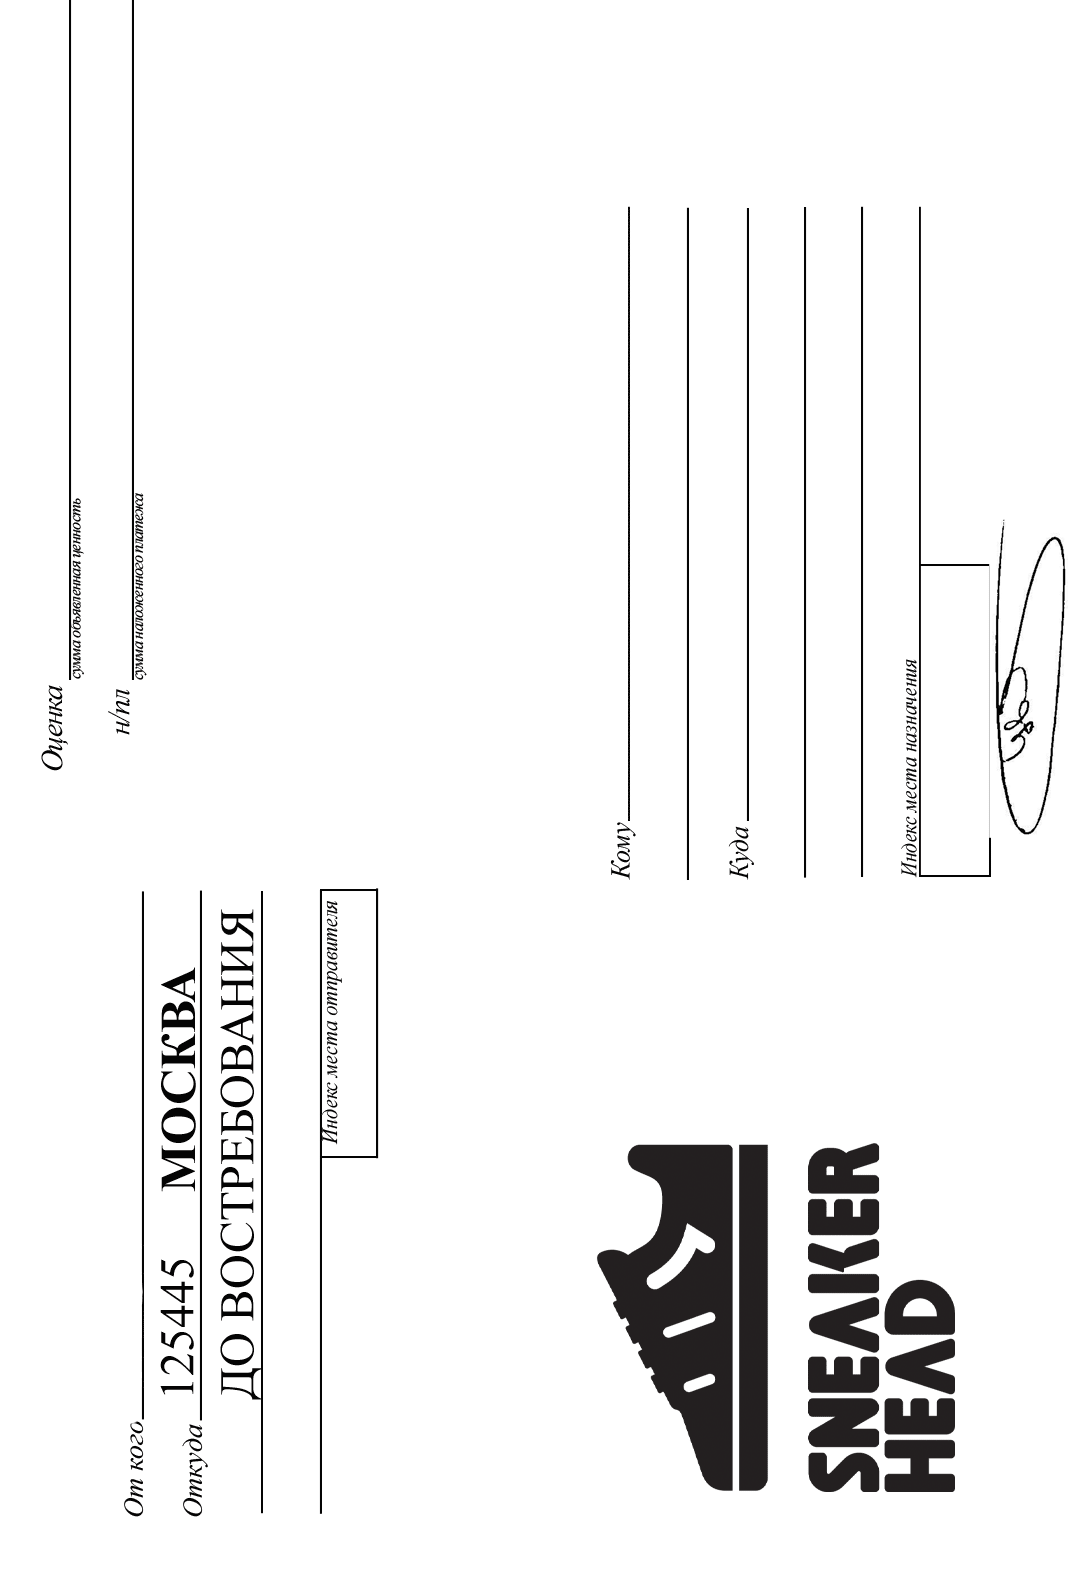 Оценка
сумма объявленная ценность
н/пл
сумма наложенного платежа
От кого
Откуда 125445 МОСКВА
ДО ВОСТРЕБОВАНИЯ
Индекс места отправителя
Кому
Куда
Индекс места назначения
SNEAKER
HEAD